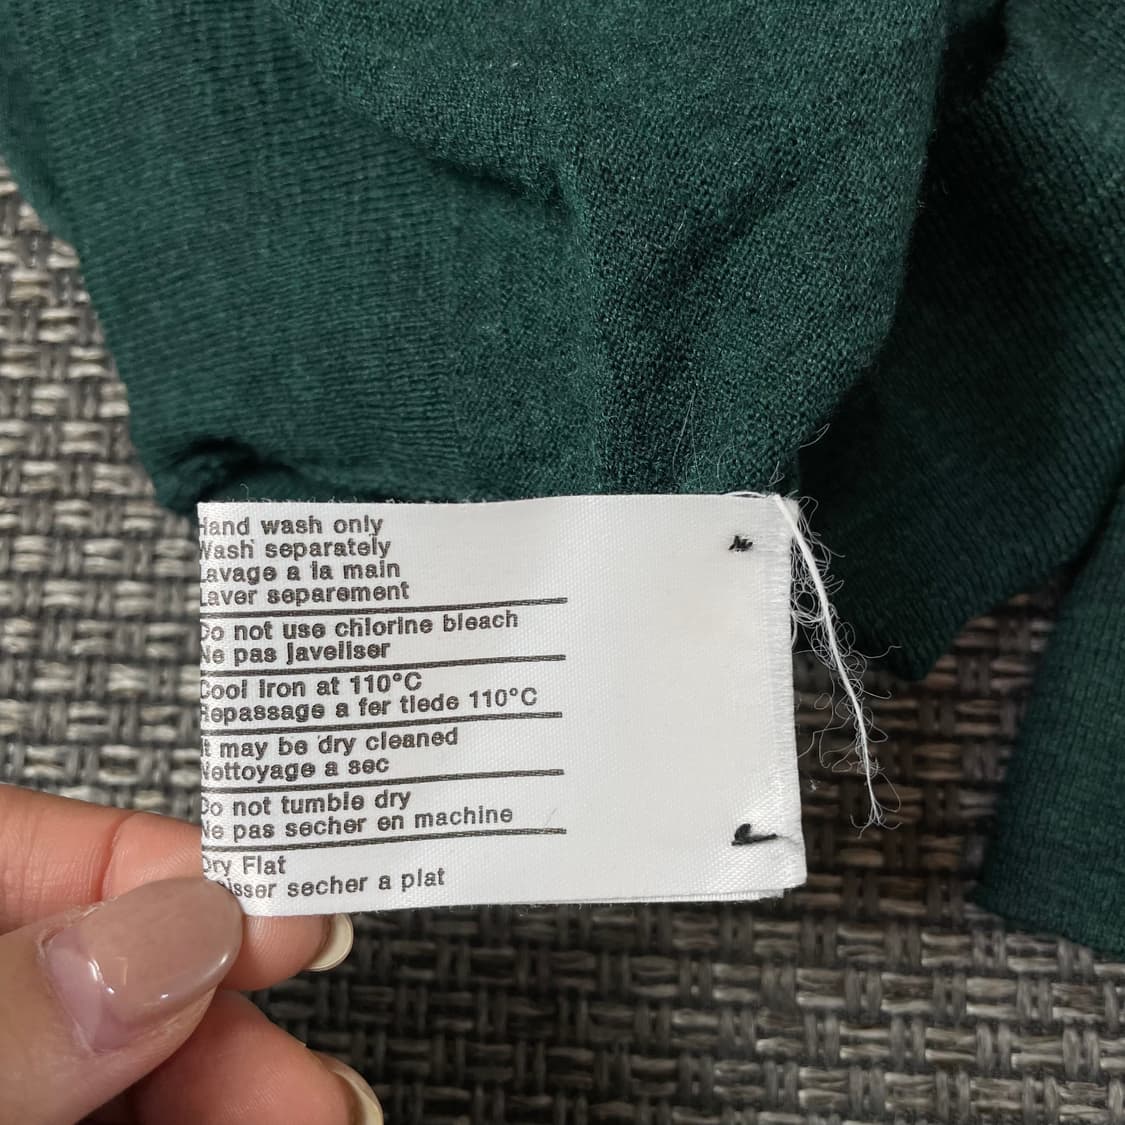 Hand wash only
Wash separately
Lavage a la main
Laver separement
Do not use chlorine bleach
Ne pas javeliser
Cool Iron at 110°C
Repassage a fer tiede 110°C
It may be dry cleaned
Nettoyage a sec
Do not tumble dry
Ne pas secher en machine
Dry Flat
secher a plat